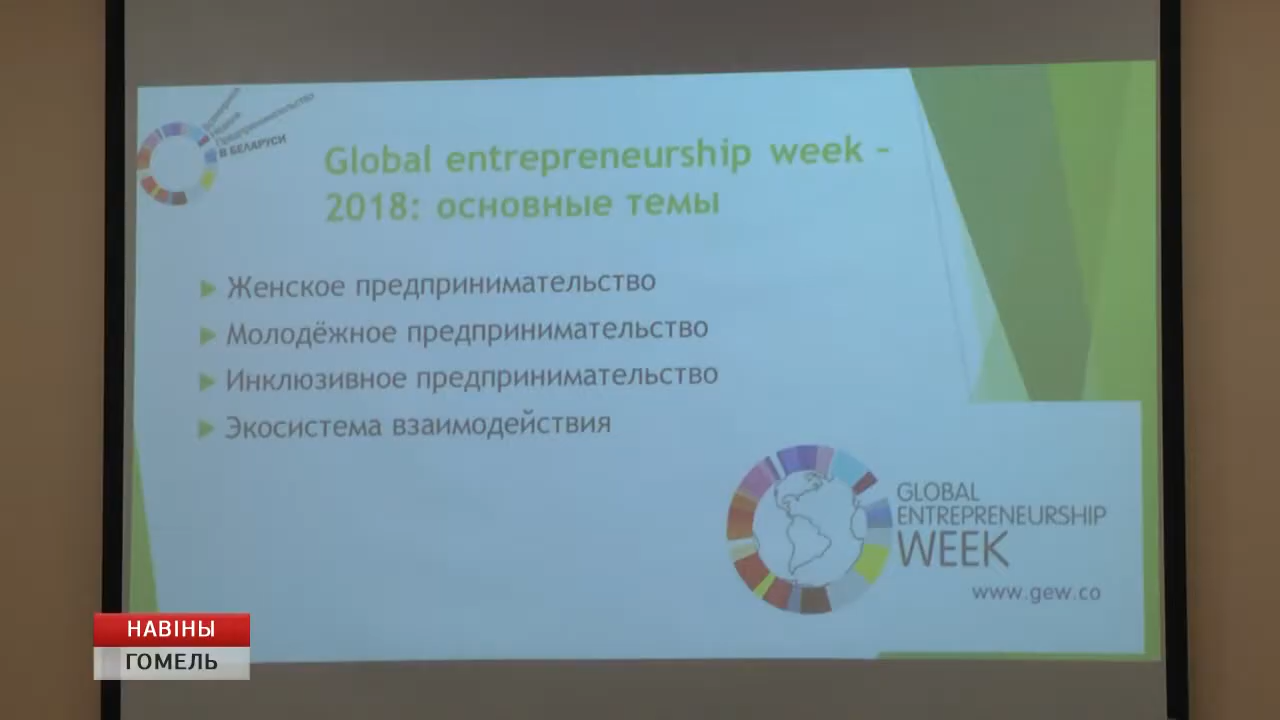 Предпринимательства
В БЕЛАРУСИ
Global entrepreneurship week –
2018: основные темы
Женское предпринимательство
Молодёжное предпринимательство
Инклюзивное предпринимательство
Экосистема взаимодействия
GLOBAL
ENTREPRENEURSHIP
WEEK
www.gew.co
НАВІНЫ
ГОМЕЛЬ